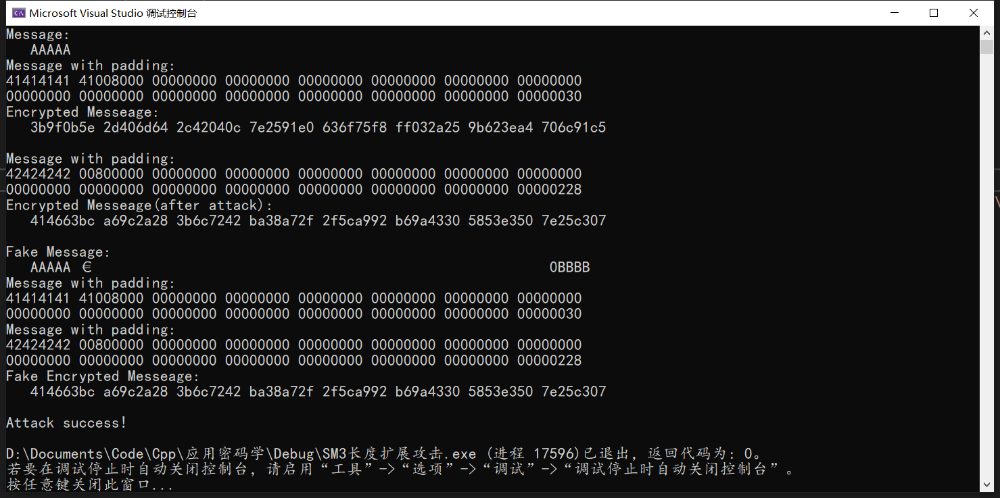 Microsoft Visual Studio 调试控制台
Message:
AAAAA
Message with padding:
41414141 41008000 00000000 00000000 00000000 00000000 00000000 00000000
00000000 00000000 00000000 00000000 00000000 00000000 00000000 00000030
Encrypted Messeage:
3b9f0b5e 2d406d64 2c42040c 7e2591e0 636f75f8 ff032a25 9b623ea4 706c91c5
Message with padding:
42424242 00800000 00000000 00000000 00000000 00000000 00000000 00000000
00000000 00000000 00000000 00000000 00000000 00000000 00000000 00000228
Encrypted Messeage(after attack):
414663bc a69c2a28 3b6c7242 ba38a72f 2f5ca992 b69a4330 5853e350 7e25c307
Fake Message:
AAAAA € 0BBBB
Message with padding:
41414141 41008000 00000000 00000000 00000000 00000000 00000000 00000000
00000000 00000000 00000000 00000000 00000000 00000000 00000000 00000030
Message with padding:
42424242 00800000 00000000 00000000 00000000 00000000 00000000 00000000
00000000 00000000 00000000 00000000 00000000 00000000 00000000 00000228
Fake Encrypted Messeage:
414663bc a69c2a28 3b6c7242 ba38a72f 2f5ca992 b69a4330 5853e350 7e25c307
Attack success!
D:\Documents\Code\Cpp\应用密码学\Debug\SM3长度扩展攻击.exe (进程 17596)已退出，返回代码为: 0。
若要在调试停止时自动关闭控制台，请启用“工具”->“选项”->“调试”->“调试停止时自动关闭控制台”。
按任意键关闭此窗口...